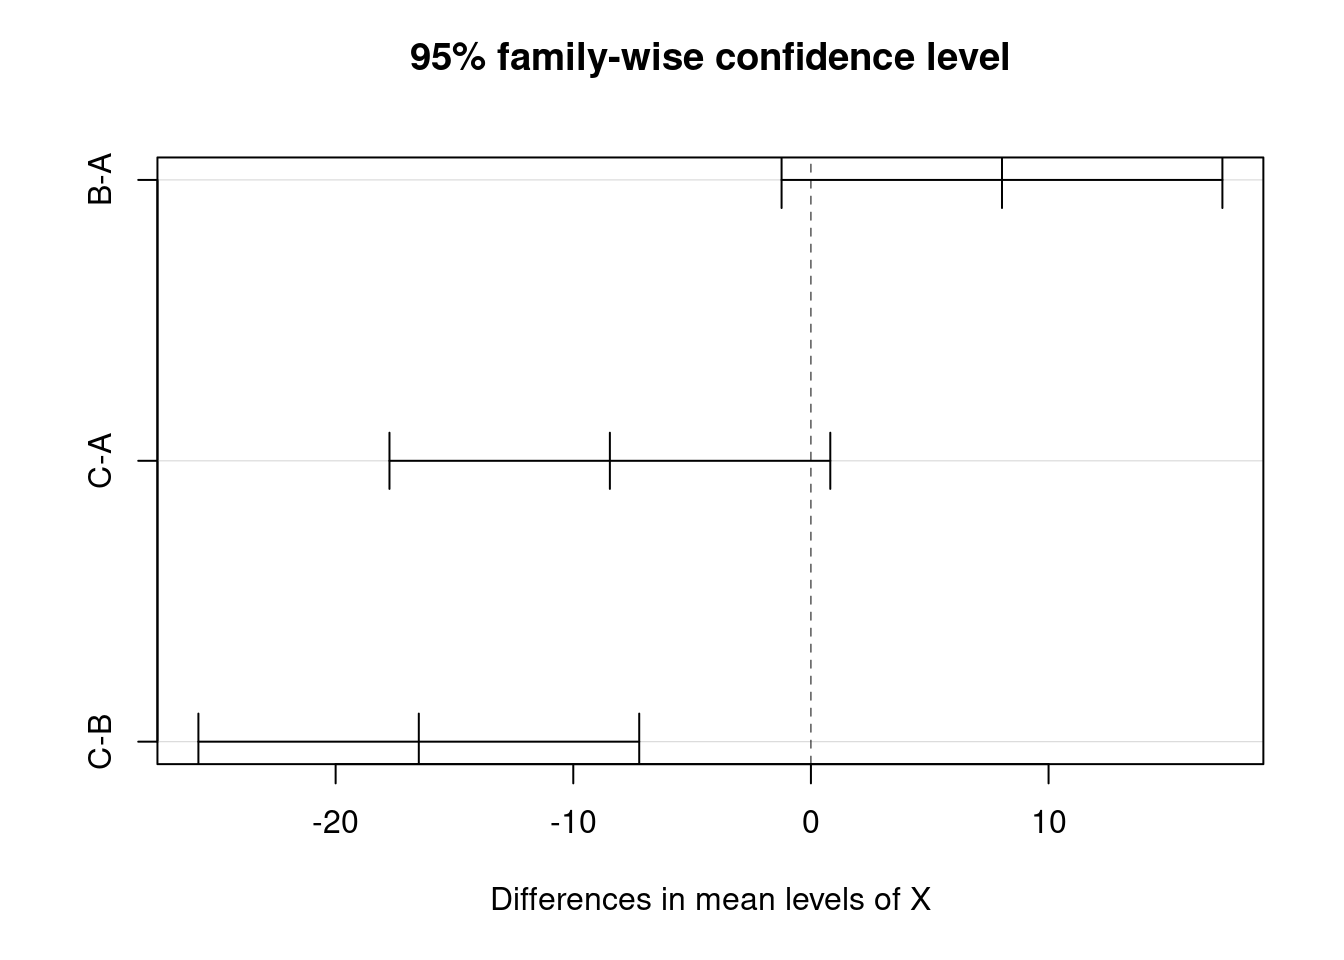 95% family-wise confidence level
B-A
C-A
C-B
-20 -10 0 10
Differences in mean levels of X